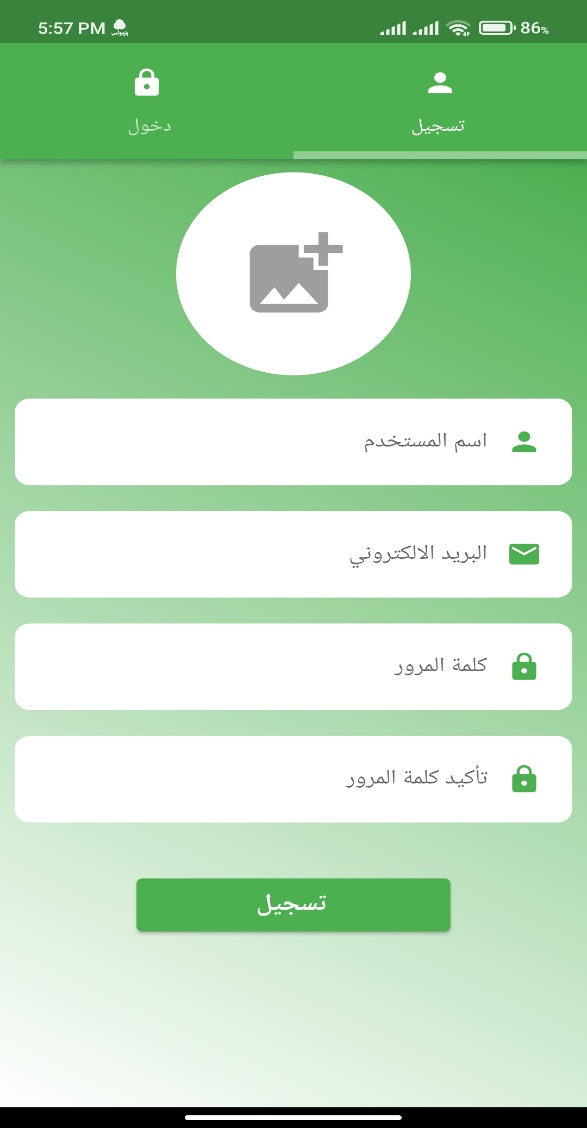 5:57 PM
86%
تسجيل
دخول
اسم المستخدم
البريد الالكتروني
كلمة المرور
تأكيد كلمة المرور
تسجيل